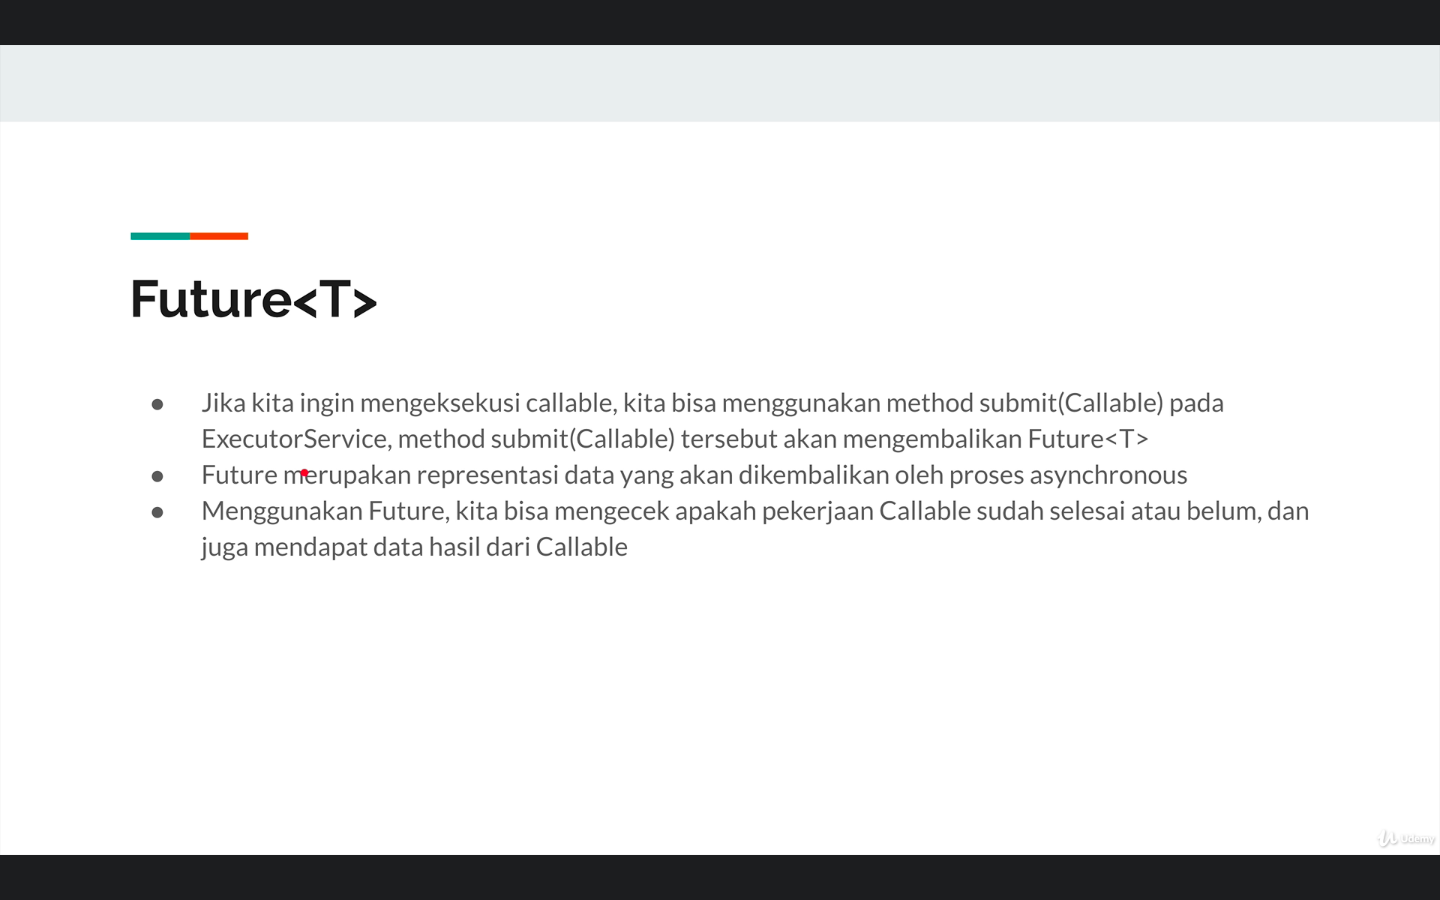 Future<T>
● Jika kita ingin mengeksekusi callable, kita bisa menggunakan method submit(Callable) pada
ExecutorService, method submit(Callable) tersebut akan mengembalikan Future<T>
● Future merupakan representasi data yang akan dikembalikan oleh proses asynchronous
● Menggunakan Future, kita bisa mengecek apakah pekerjaan Callable sudah selesai atau belum, dan
juga mendapat data hasil dari Callable
Udemy